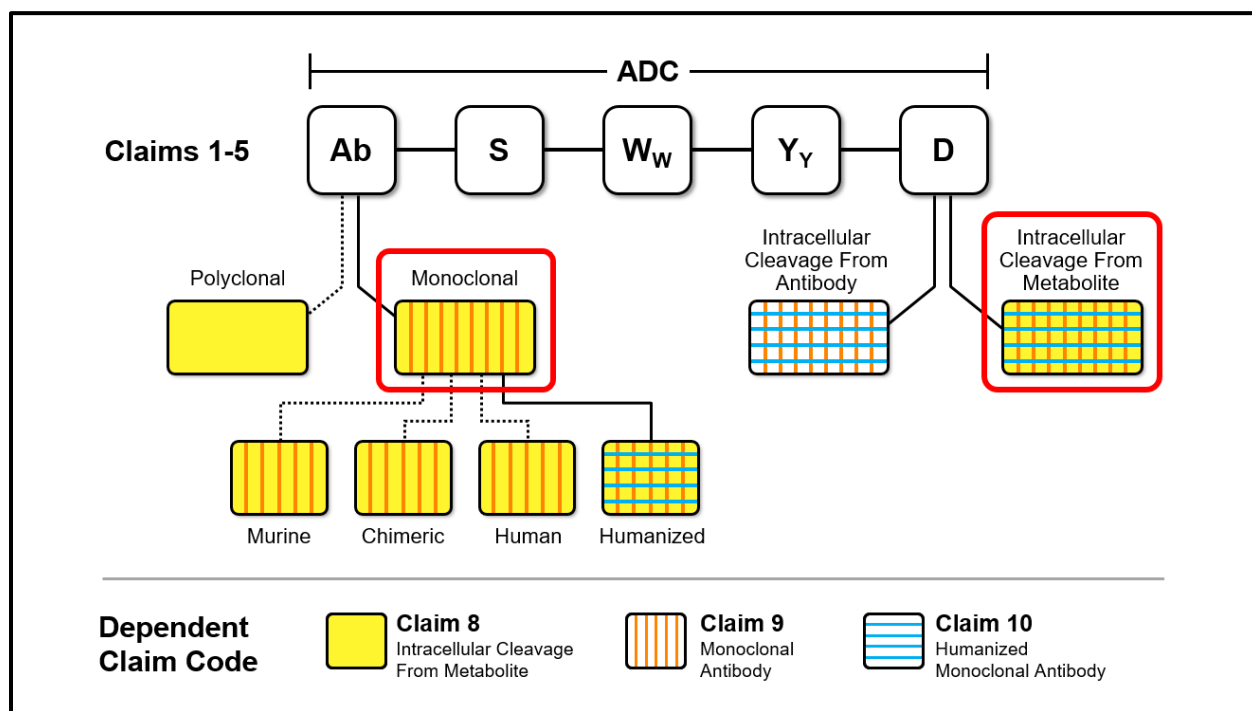 ADC
Claims 1-5
Ab
S
WW
YY
D
Polyclonal
Monoclonal
Intracellular
Cleavage From
Antibody
Intracellular
Cleavage From
Metabolite
Murine
Chimeric
Human
Humanized
Dependent
Claim Code
Claim 8
Intracellular Cleavage
From Metabolite
Claim 9
Monoclonal
Antibody
Claim 10
Humanized
Monoclonal Antibody